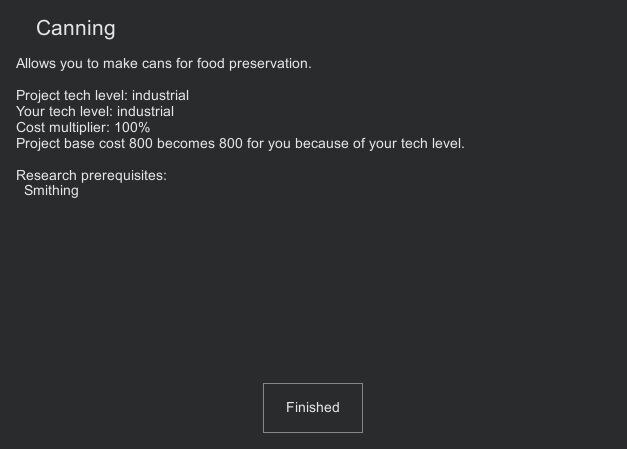 Canning
Allows you to make cans for food preservation.
Project tech level: industrial
Your tech level: industrial
Cost multiplier: 100%
Project base cost 800 becomes 800 for you because of your tech level.
Research prerequisites:
Smithing
Finished